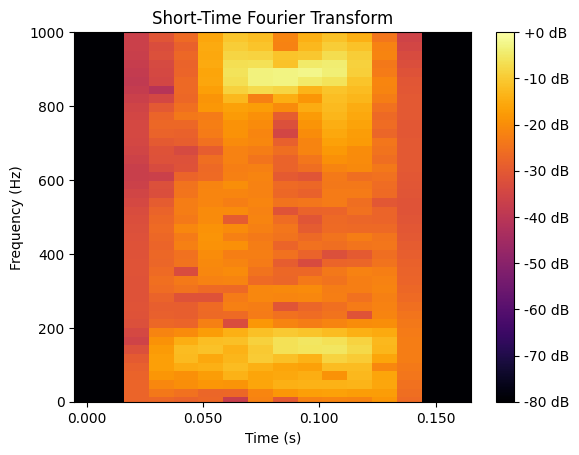 Short-Time Fourier Transform
1000
800
600
400
200
0
Frequency (Hz)
0.000
0.050
0.100
0.150
Time (s)
+0 dB
-10 dB
-20 dB
-30 dB
-40 dB
-50 dB
-60 dB
-70 dB
-80 dB